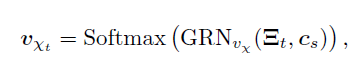 𝒗_{χ_t} = Softmax(GRN_{v_χ}(𝚵_t, 𝒄_s)),